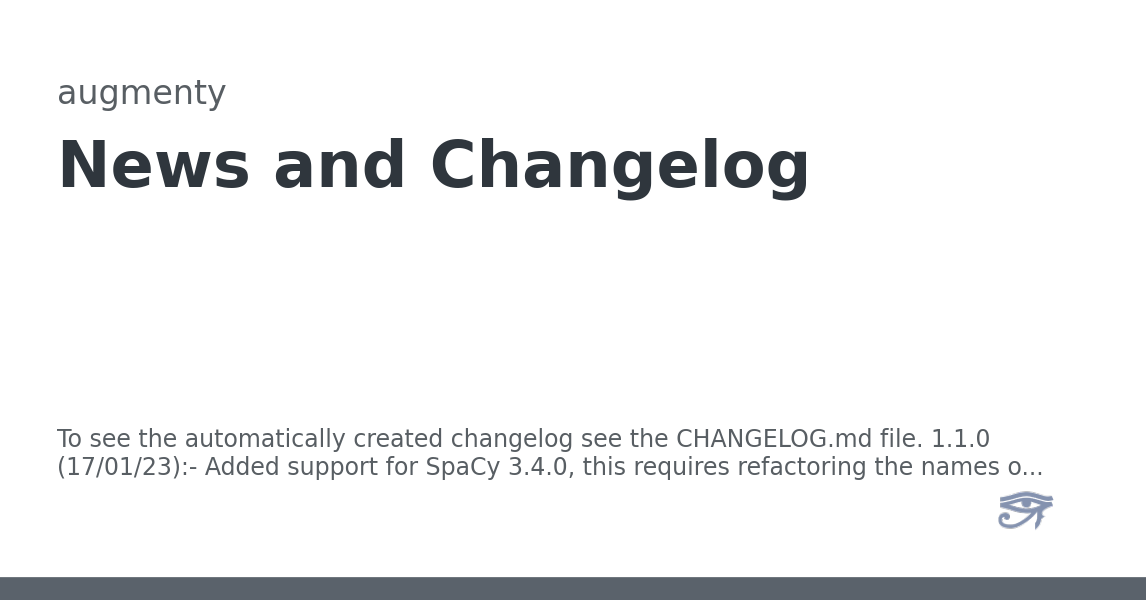 augmenty
News and Changelog
To see the automatically created changelog see the CHANGELOG.md file. 1.1.0
(17/01/23):- Added support for SpaCy 3.4.0, this requires refactoring the names o...